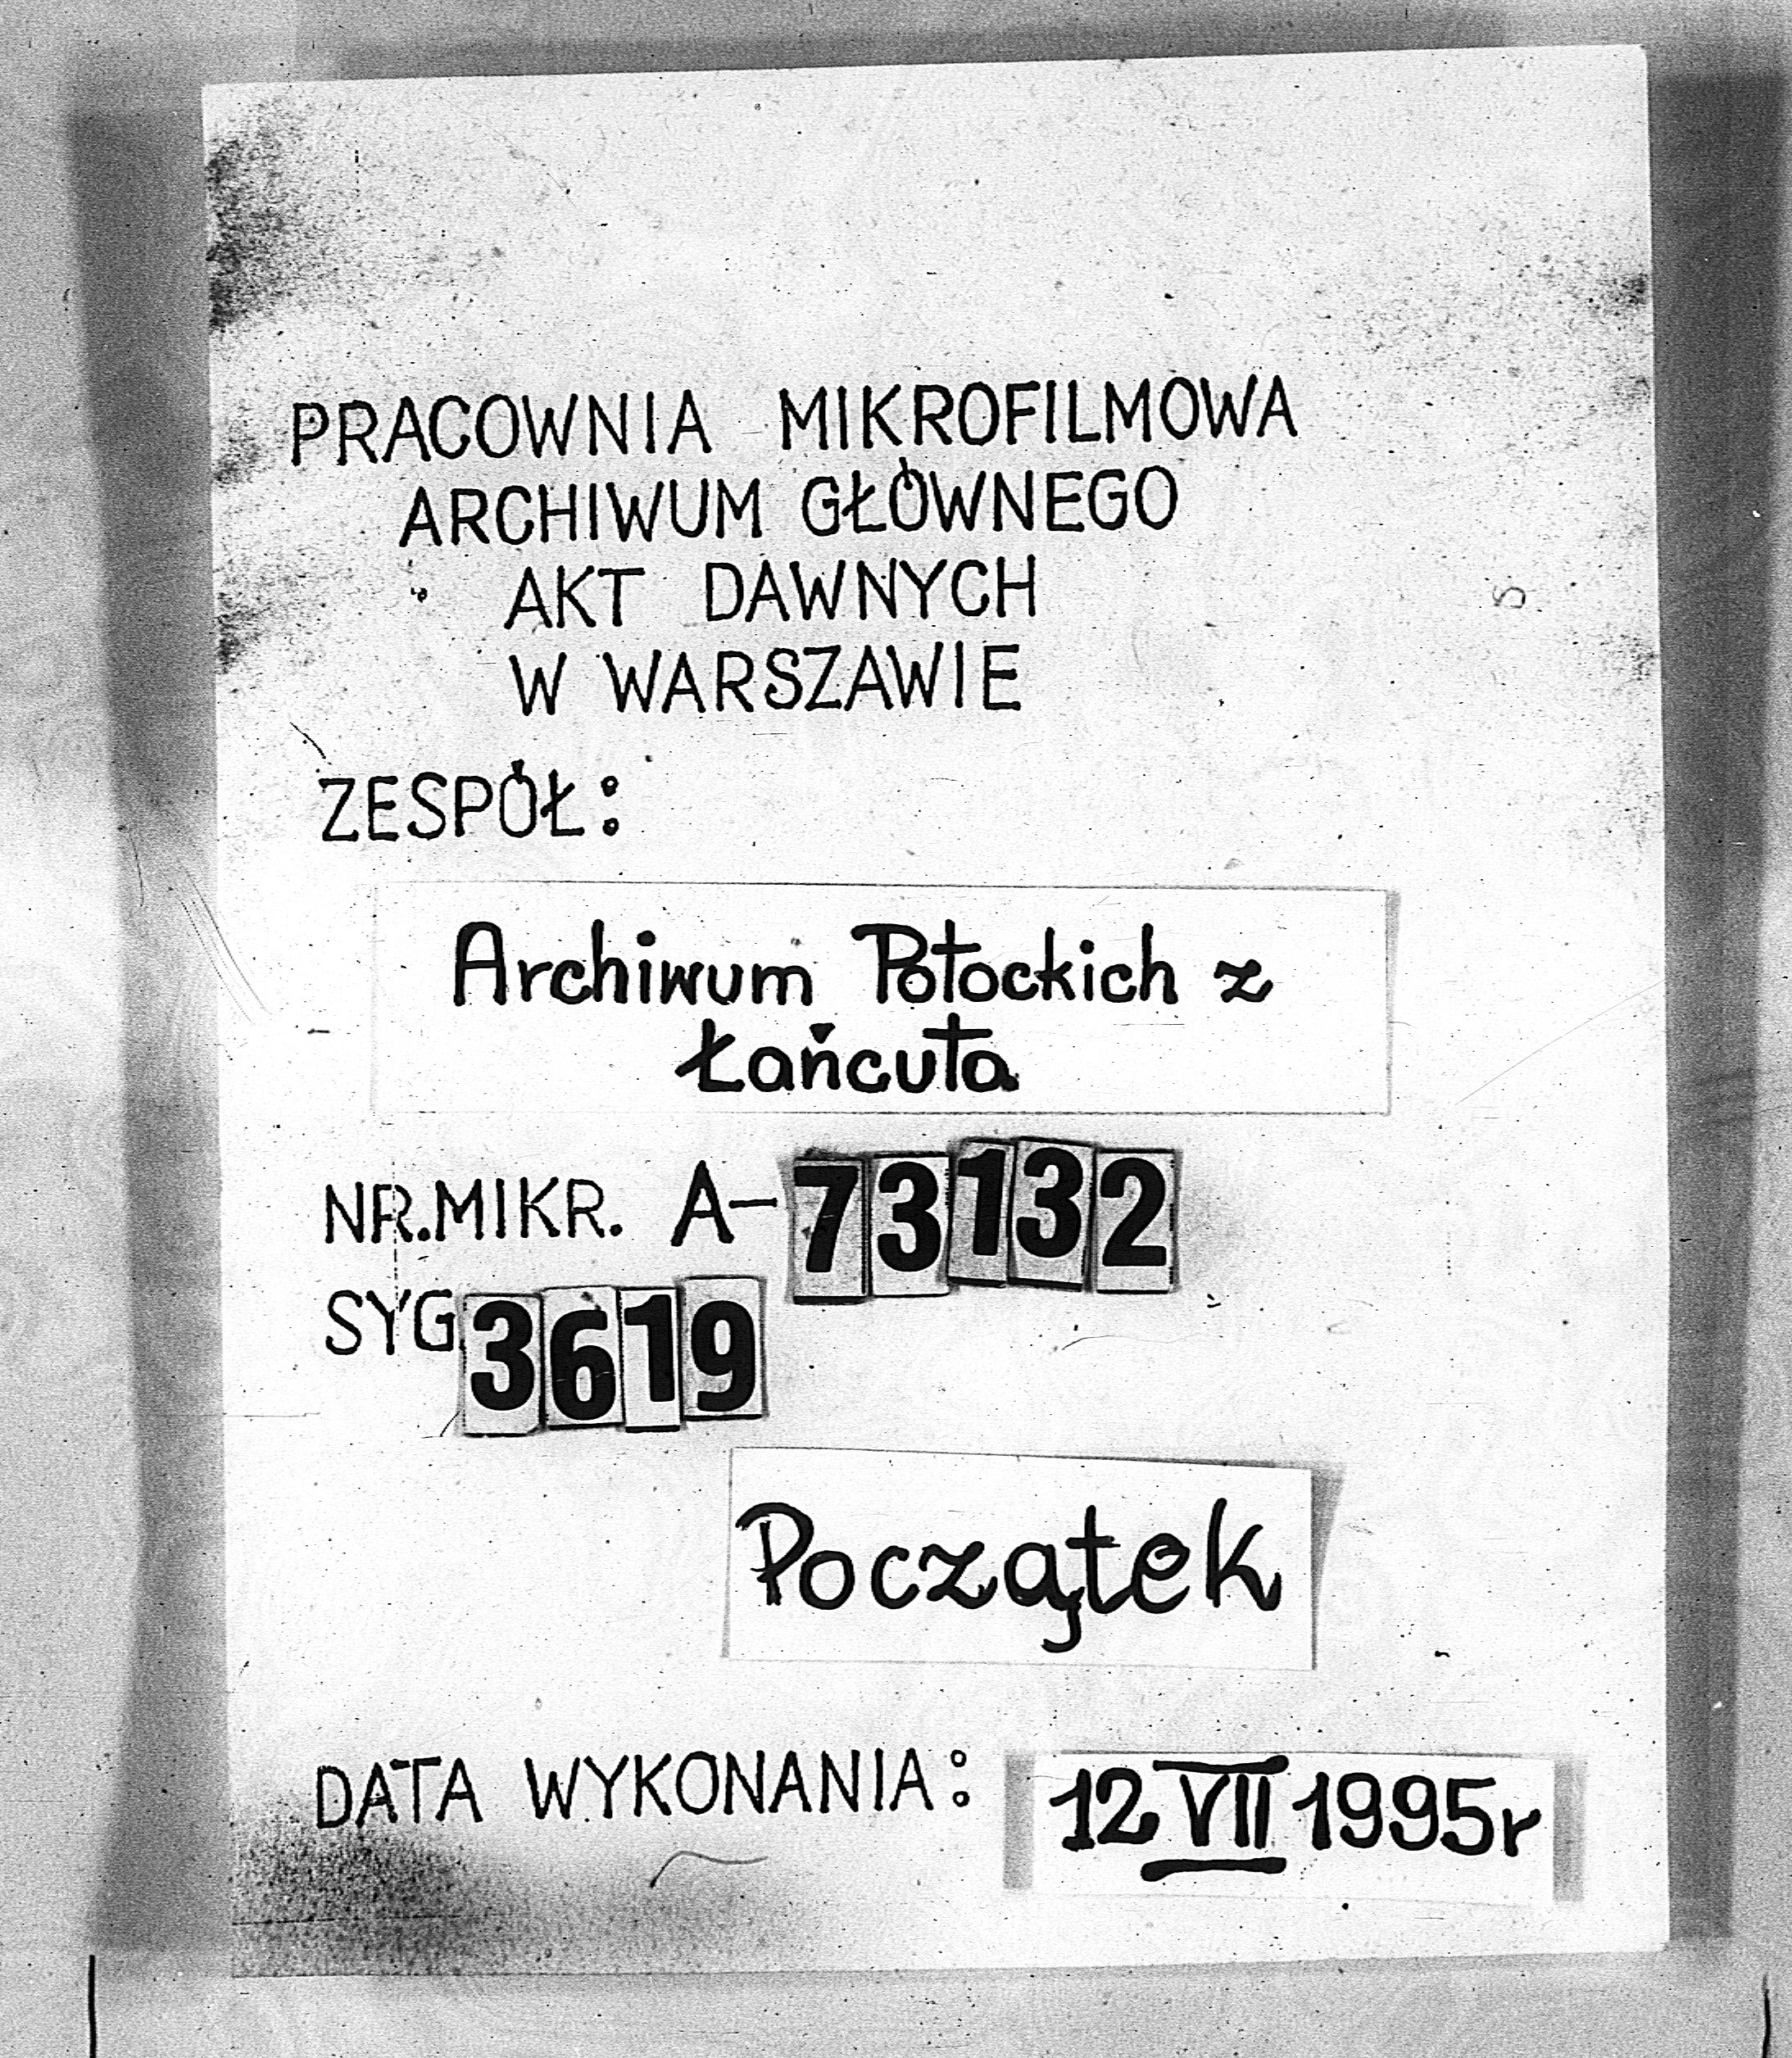 PRACOWNIA MIKROFILMOWA
ARCHIWUM GŁÓWNEGO
AKT DAWNYCH
W WARSZAWIE
ZESPÓŁ:
Archiwum Potockich z
Łańcuta
NR.MIKR. A-73132
SYG.3619
Początek
DATA WYKONANIA: 12 VII 1995r